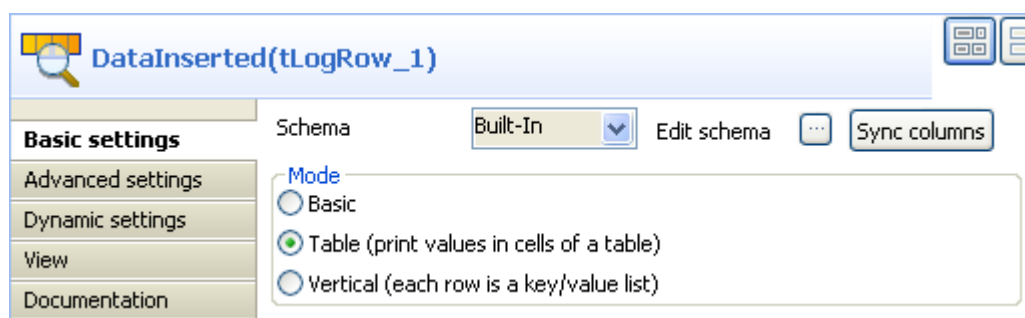 DataInserted(tLogRow_1)
Basic settings
Advanced settings
Dynamic settings
View
Documentation
Schema Built-In Edit schema ... Sync columns
Mode
Basic
Table (print values in cells of a table)
Vertical (each row is a key/value list)